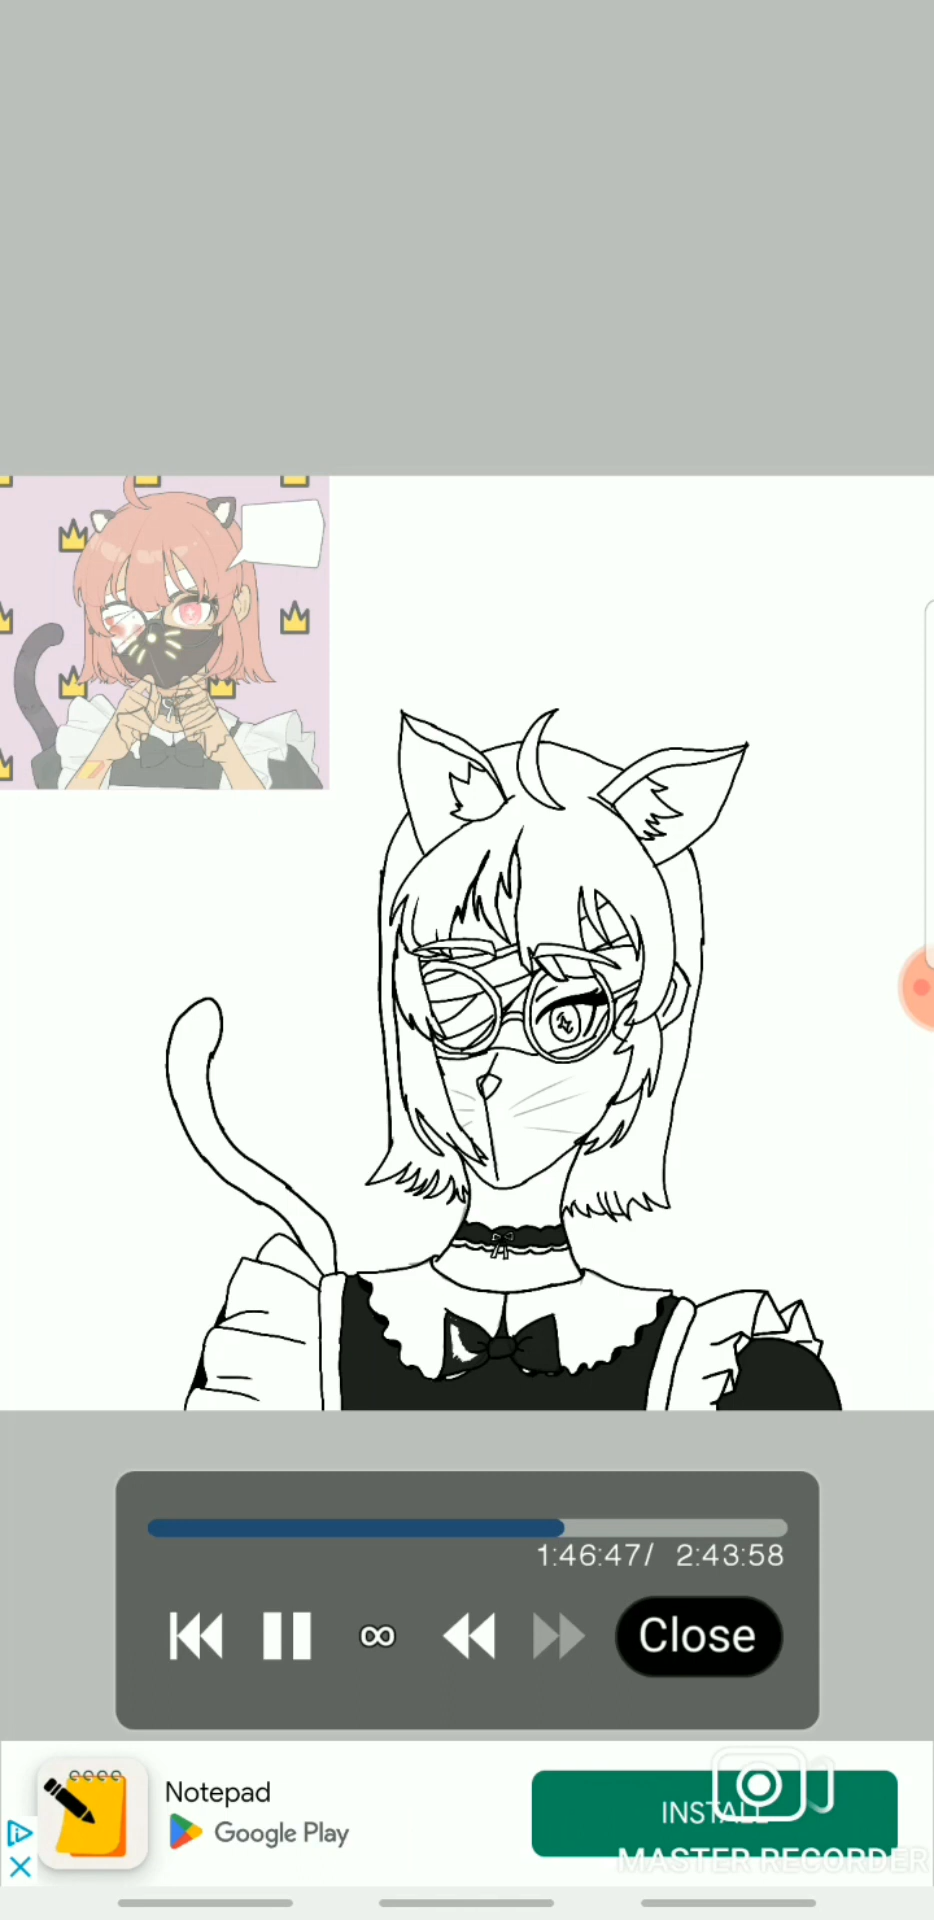 1:46:47/ 2:43:58
Close
Notepad
Google Play
INSTALL
MASTER RECORDER